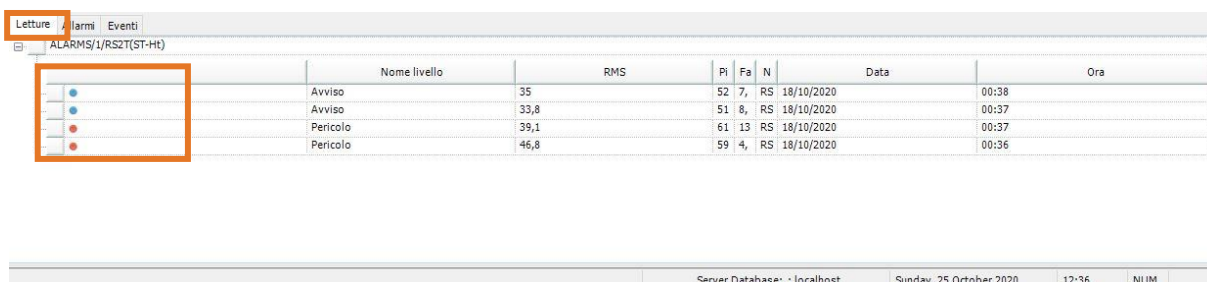 Letture Allarmi Eventi
ALARMS/1/RS2T(ST-Ht)
Nome livello RMS Pi Fa N Data Ora
Avviso 35 52 7, RS 18/10/2020 00:38
Avviso 33,8 51 8, RS 18/10/2020 00:37
Pericolo 39,1 61 13 RS 18/10/2020 00:37
Pericolo 46,8 59 4, RS 18/10/2020 00:36
Server Database: : localhost Sunday, 25 October 2020 12:36 NUM